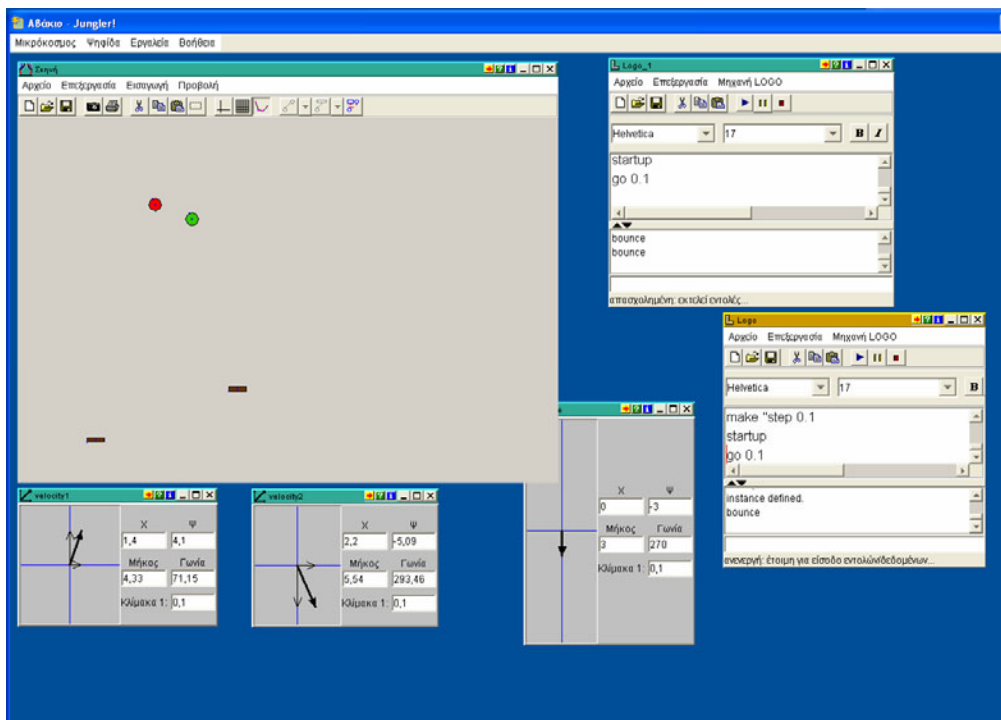 Αβάκιο - Jungler!
Μικρόκοσμος Ψηφίδα Εργαλεία Βοήθεια
Σκηνή
Αρχείο Επεξεργασία Εισαγωγή Προβολή
Logo_1
Αρχείο Επεξεργασία Μηχανή LOGO
Helvetica 17 B I
startup
go 0.1
bounce
bounce
απασχολημένη: εκτελεί εντολές...
Logo
Αρχείο Επεξεργασία Μηχανή LOGO
Helvetica 17 B
make "step 0.1
startup
go 0.1
instance defined.
bounce
ανενεργή: έτοιμη για είσοδο εντολών/δεδομένων...
velocity1
X Ψ
1,4 4,1
Μήκος Γωνία
4,33 71,15
Κλίμακα 1: 0,1
velocity2
X Ψ
2,2 -5,09
Μήκος Γωνία
5,54 293,46
Κλίμακα 1: 0,1
X Ψ
0 -3
Μήκος Γωνία
3 270
Κλίμακα 1: 0,1